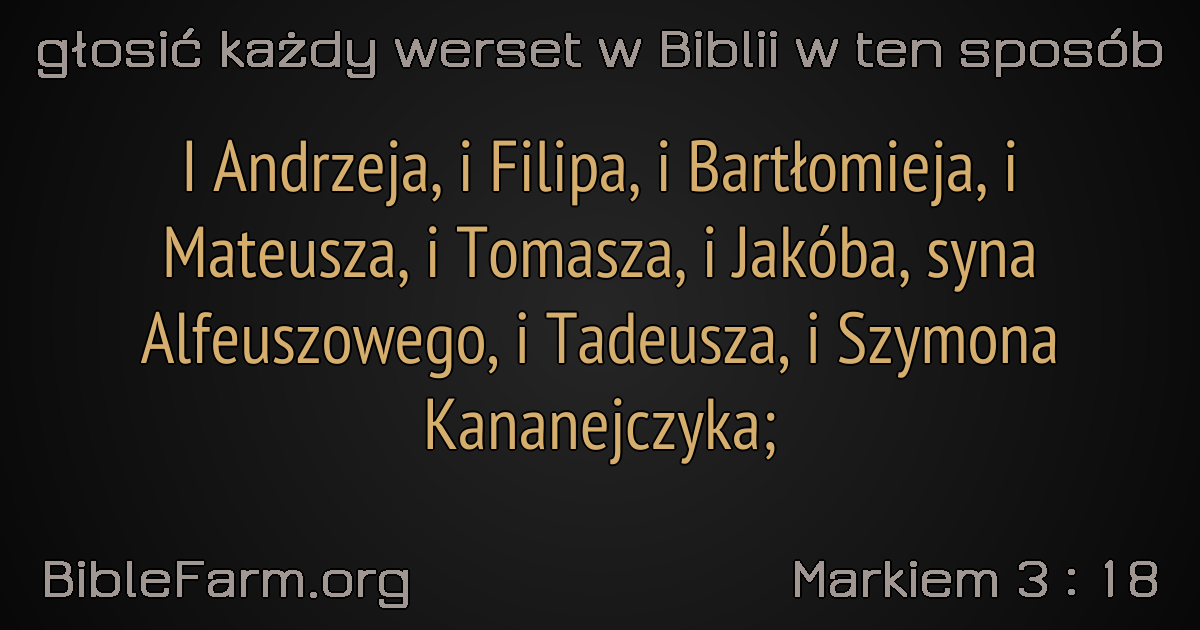 głosić każdy werset w Biblii w ten sposób
I Andrzeja, i Filipa, i Bartłomieja, i
Mateusza, i Tomasza, i Jakóba, syna
Alfeuszowego, i Tadeusza, i Szymona
Kananejczyka;
BibleFarm.org
Markiem 3 : 18